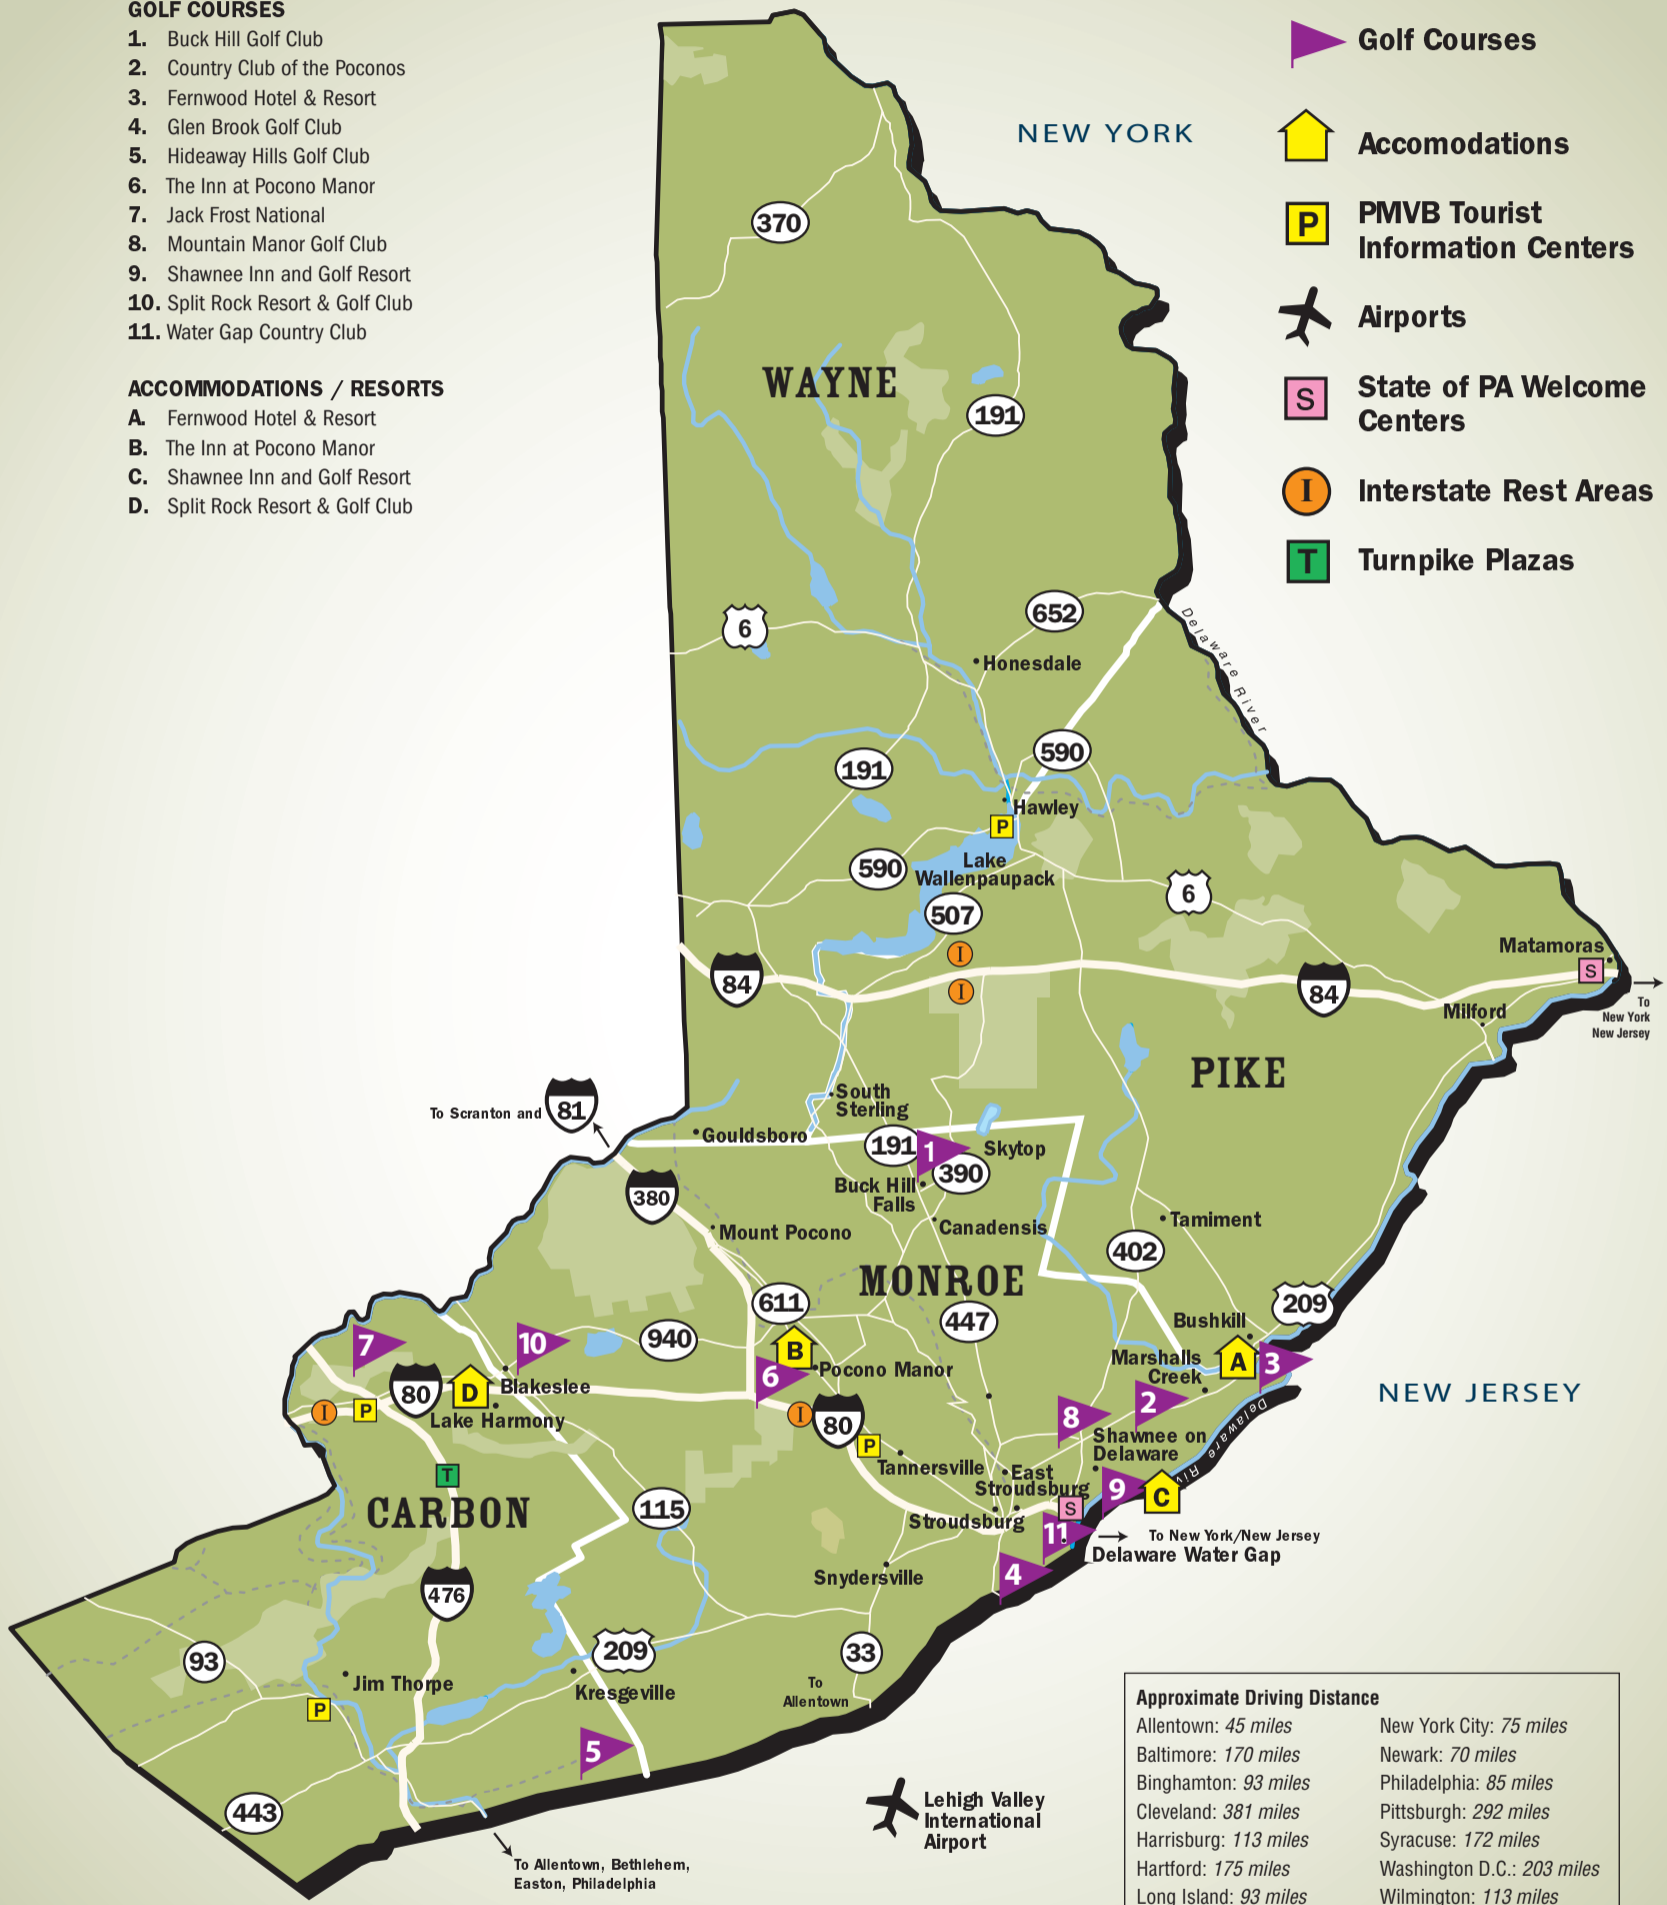 GOLF COURSES
1. Buck Hill Golf Club
2. Country Club of the Poconos
3. Fernwood Hotel & Resort
4. Glen Brook Golf Club
5. Hideaway Hills Golf Club
6. The Inn at Pocono Manor
7. Jack Frost National
8. Mountain Manor Golf Club
9. Shawnee Inn and Golf Resort
10. Split Rock Resort & Golf Club
11. Water Gap Country Club
ACCOMMODATIONS / RESORTS
A. Fernwood Hotel & Resort
B. The Inn at Pocono Manor
C. Shawnee Inn and Golf Resort
D. Split Rock Resort & Golf Club
Golf Courses
Accomodations
P
PMVB Tourist
Information Centers
Airports
S
State of PA Welcome
Centers
I
Interstate Rest Areas
T
Turnpike Plazas
NEW YORK
370
WAYNE
191
652
6
Honesdale
Delaware River
590
191
Hawley
P
Lake
Wallenpaupack
590
6
507
I
Matamoras
S
84
I
84
To
New York
New Jersey
Milford
PIKE
81
To Scranton and
South
Sterling
Gouldsboro
191
1
390
Skytop
380
Buck Hill
Falls
Canadensis
Mount Pocono
Tamiment
402
MONROE
611
447
209
Bushkill
7
10
940
B
Pocono Manor
6
Marshalls
Creek
A
3
80
D
Blakeslee
Lake Harmony
I
P
I
80
8
2
NEW JERSEY
P
Tannersville
Shawnee on
Delaware
Delaware River
T
East
Stroudsburg
9
C
CARBON
115
Stroudsburg
S
11
To New York/New Jersey
Delaware Water Gap
4
Snydersville
476
93
209
33
Jim Thorpe
Kresgeville
To
Allentown
P
5
443
Lehigh Valley
International
Airport
To Allentown, Bethlehem,
Easton, Philadelphia
Approximate Driving Distance
Allentown: 45 miles
Baltimore: 170 miles
Binghamton: 93 miles
Cleveland: 381 miles
Harrisburg: 113 miles
Hartford: 175 miles
Long Island: 93 miles
New York City: 75 miles
Newark: 70 miles
Philadelphia: 85 miles
Pittsburgh: 292 miles
Syracuse: 172 miles
Washington D.C.: 203 miles
Wilmington: 113 miles